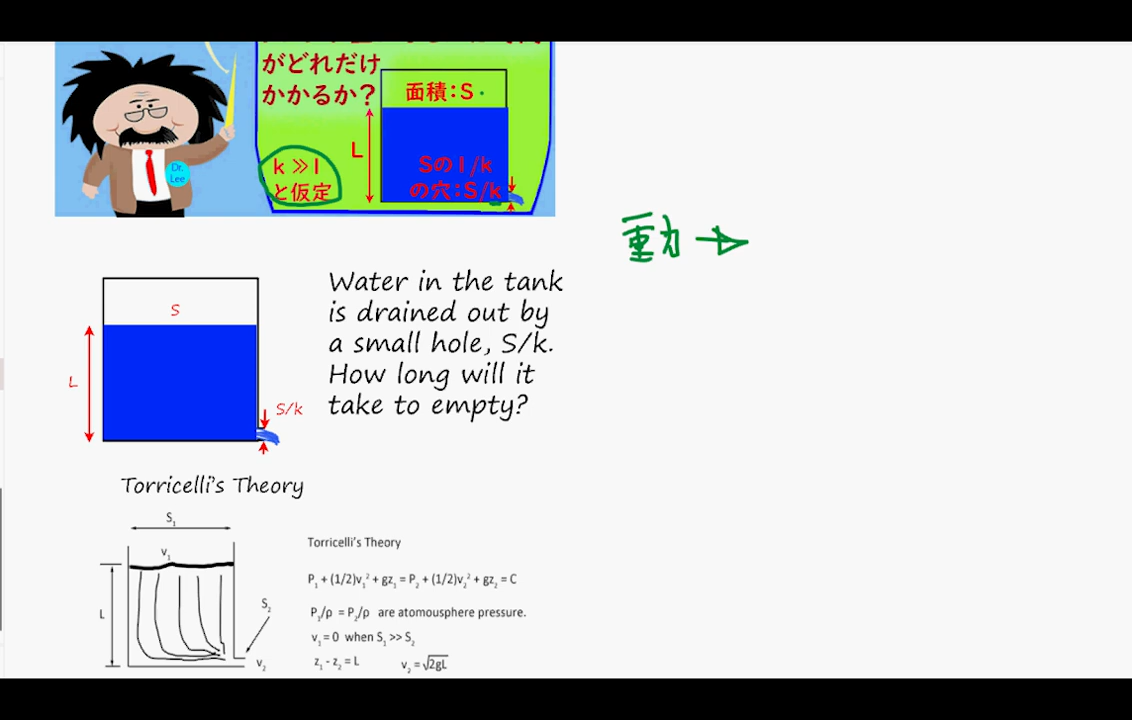 がどれだけ
かかるか?
面積:S
L
k≫1
と仮定
Sの1/k
の穴:S/k
Dr.
Lee
動→
S
L
S/k
Water in the tank
is drained out by
a small hole, S/k.
How long will it
take to empty?
Torricelli's Theory
S₁
v₁
L
S₂
v₂
Torricelli's Theory
P₁ + (1/2)v₁² + gz₁ = P₂ + (1/2)v₂² + gz₂ = C
P₁/ρ = P₂/ρ are atomousphere pressure.
v₁ = 0 when S₁ >> S₂
z₁ - z₂ = L v₂ = √2gL